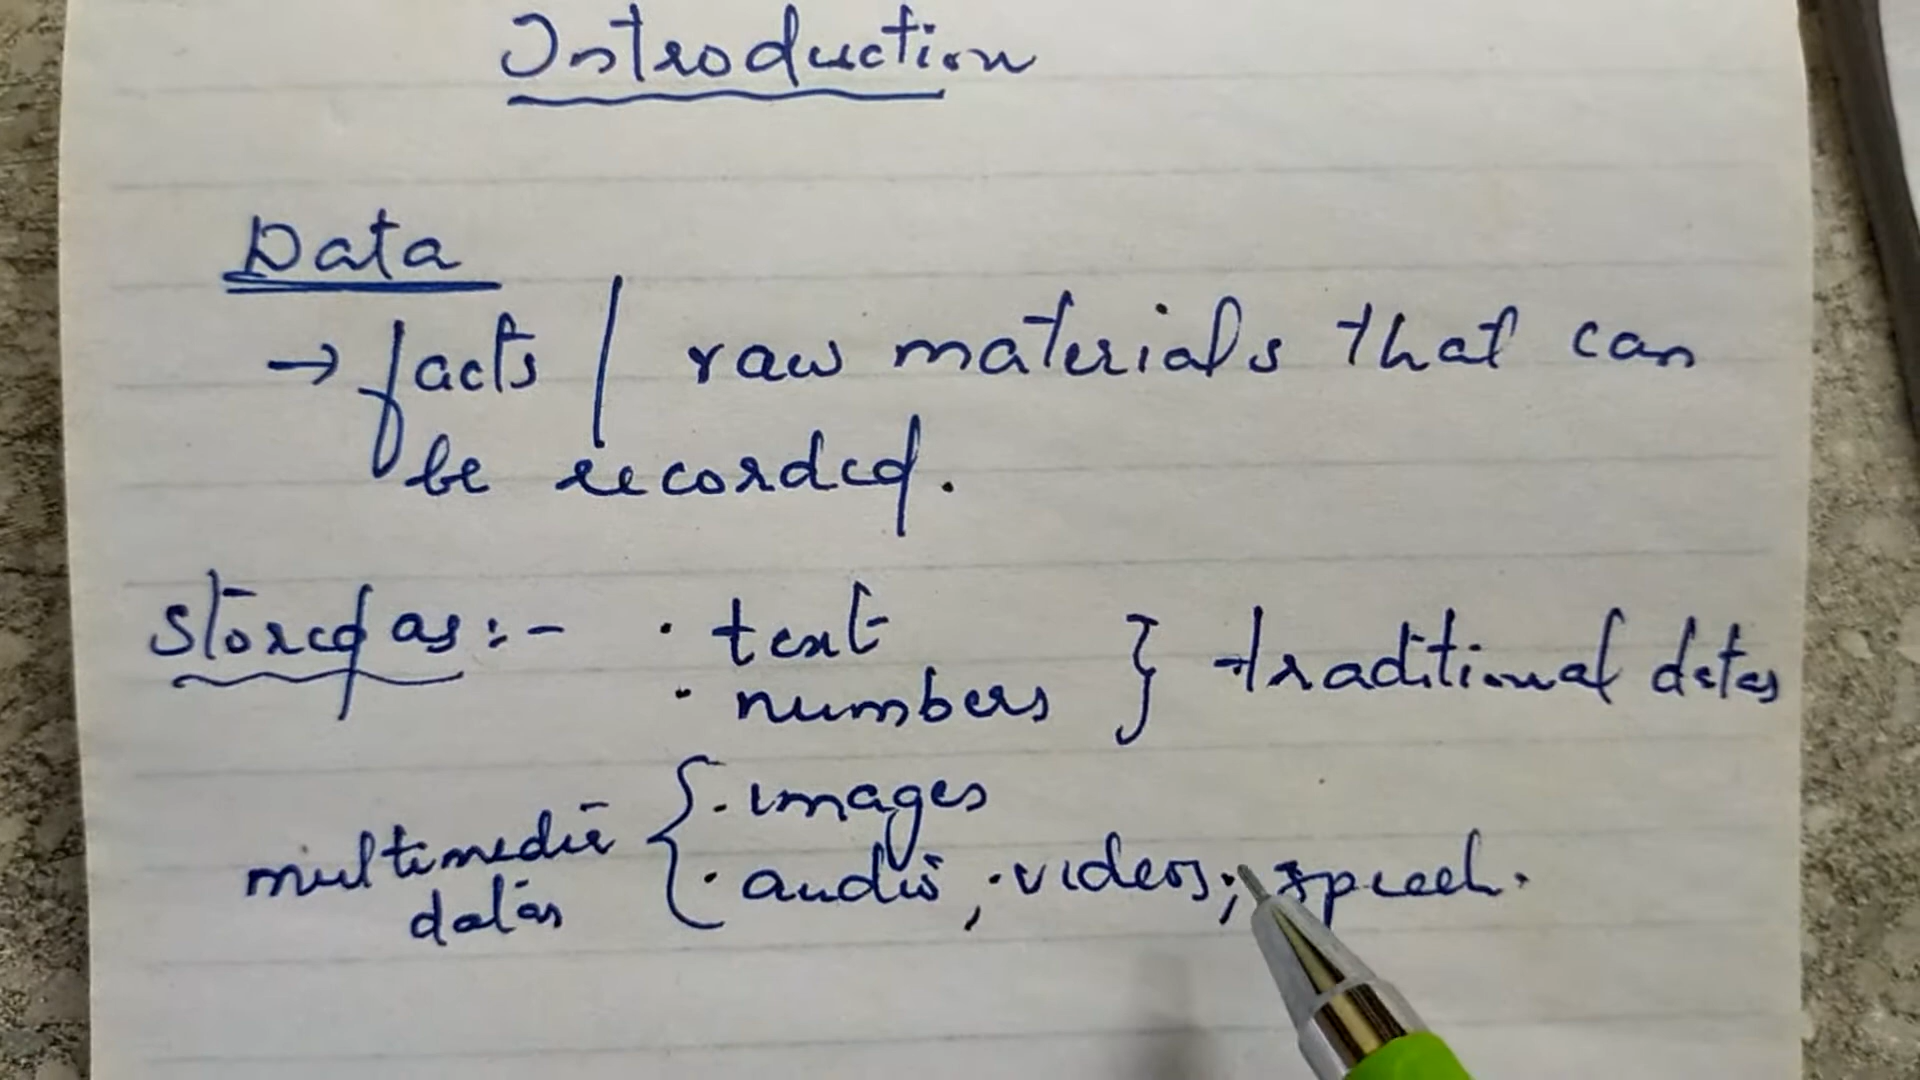 Introduction
Data
→ facts / raw materials that can
be recorded.
Stored as :- · text
· numbers } traditional datas
multimedia { · images
datas · audio, · videos, · speech.